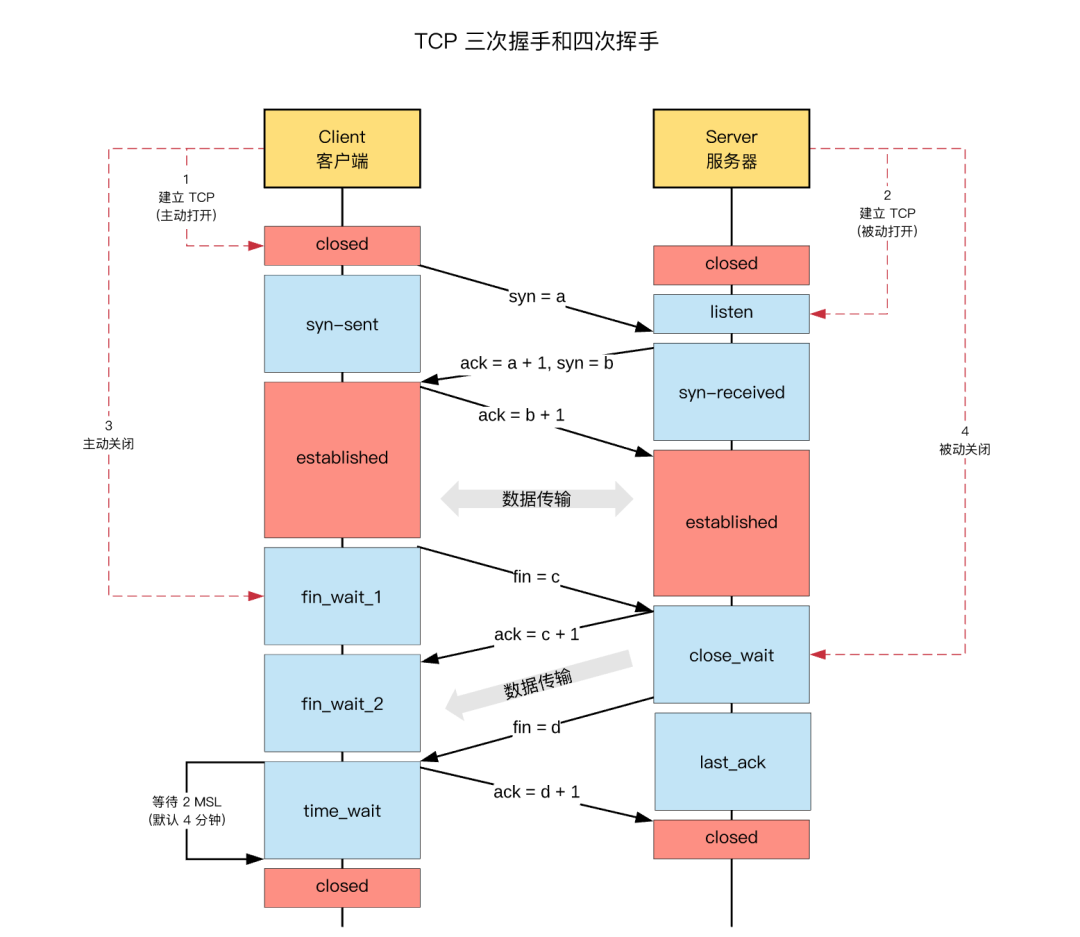 TCP 三次握手和四次挥手
Client
客户端
Server
服务器
1
建立 TCP
(主动打开)
2
建立 TCP
(被动打开)
closed
closed
syn = a
listen
syn-sent
ack = a + 1, syn = b
syn-received
ack = b + 1
3
主动关闭
4
被动关闭
established
数据传输
established
fin = c
fin_wait_1
ack = c + 1
close_wait
数据传输
fin_wait_2
fin = d
last_ack
ack = d + 1
等待 2 MSL
(默认 4 分钟)
time_wait
closed
closed